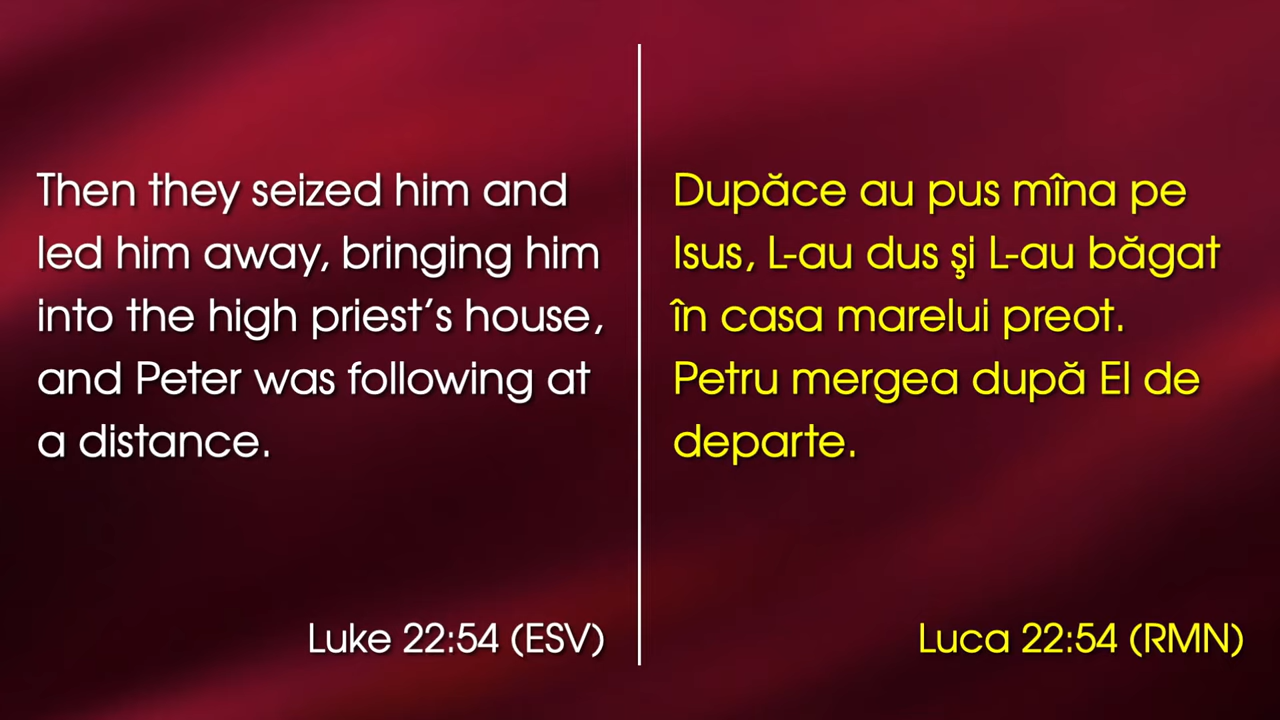 Then they seized him and
led him away, bringing him
into the high priest’s house,
and Peter was following at
a distance.
Luke 22:54 (ESV)
Dupăce au pus mîna pe
Isus, L-au dus şi L-au băgat
în casa marelui preot.
Petru mergea după El de
departe.
Luca 22:54 (RMN)